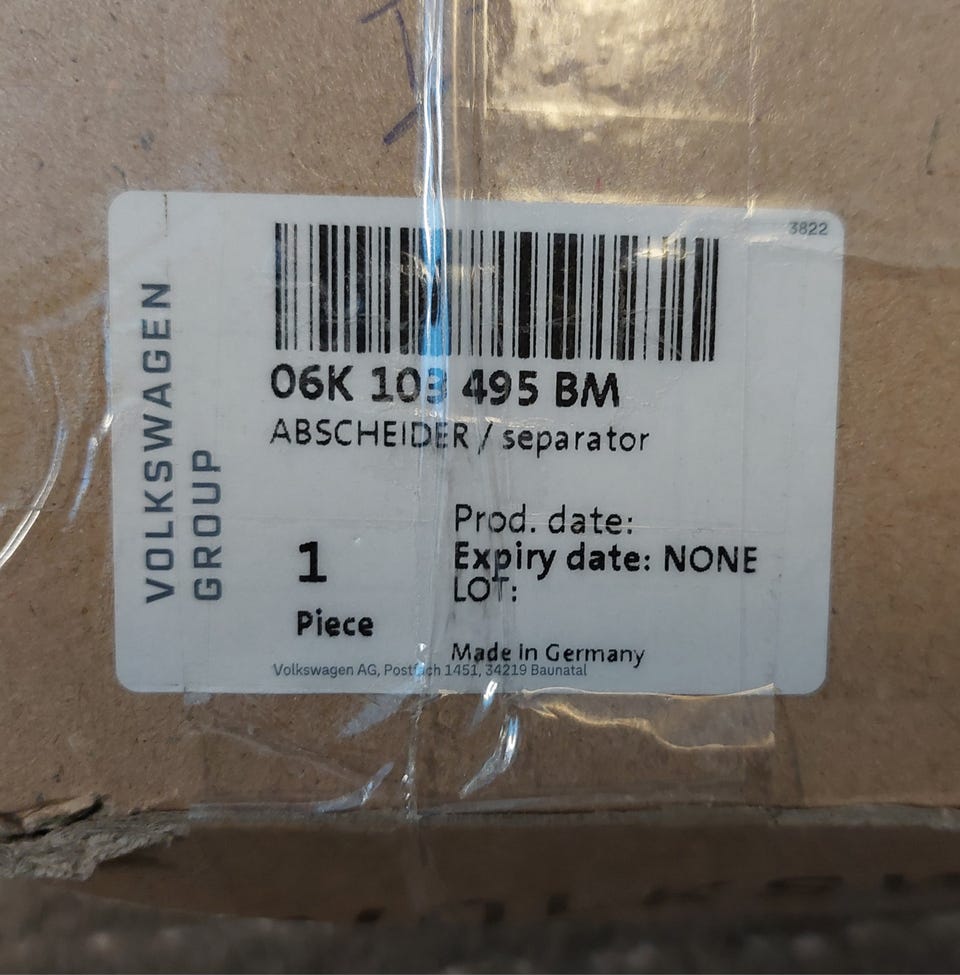 3822
VOLKSWAGEN
GROUP
06K 103 495 BM
ABSCHEIDER / separator
1
Piece
Prod. date:
Expiry date: NONE
LOT:
Made in Germany
Volkswagen AG, Postfach 1451, 34219 Baunatal